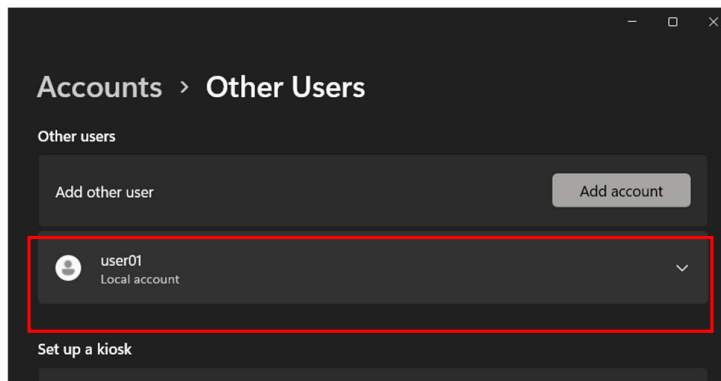 Accounts > Other Users
Other users
Add other user
Add account
user01
Local account
Set up a kiosk